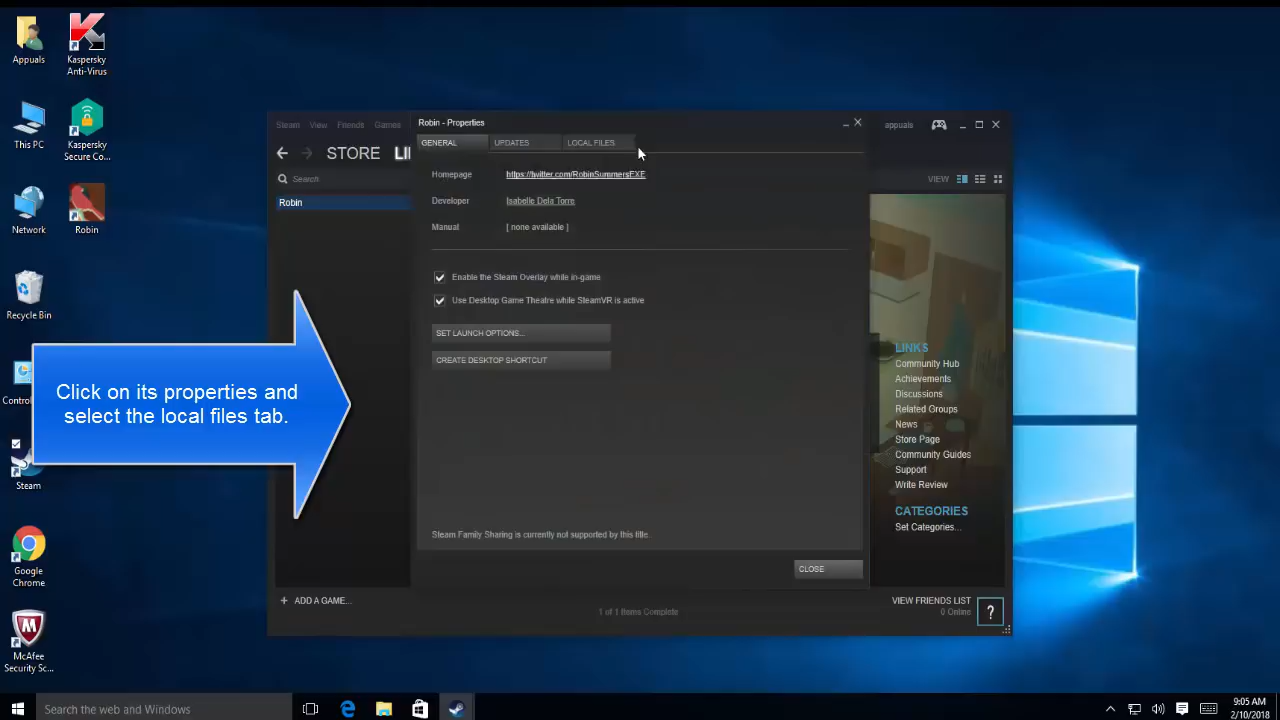 Appuals
Kaspersky
Anti-Virus
This PC
Kaspersky
Secure Co...
Network
Robin
Recycle Bin
Control
Steam
Google
Chrome
McAfee
Security Sc...
Click on its properties and
select the local files tab.
Steam View Friends Games
appuals
STORE LI
Search
VIEW
Robin
Robin - Properties
GENERAL UPDATES LOCAL FILES
Homepage https://twitter.com/RobinSummersEXE
Developer Isabelle Dela Torre
Manual [ none available ]
Enable the Steam Overlay while in-game
Use Desktop Game Theatre while SteamVR is active
SET LAUNCH OPTIONS...
CREATE DESKTOP SHORTCUT
Steam Family Sharing is currently not supported by this title.
CLOSE
LINKS
Community Hub
Achievements
Discussions
Related Groups
News
Store Page
Community Guides
Support
Write Review
CATEGORIES
Set Categories...
+ ADD A GAME...
1 of 1 Items Complete
VIEW FRIENDS LIST
0 Online
?
Search the web and Windows
9:05 AM
2/10/2018